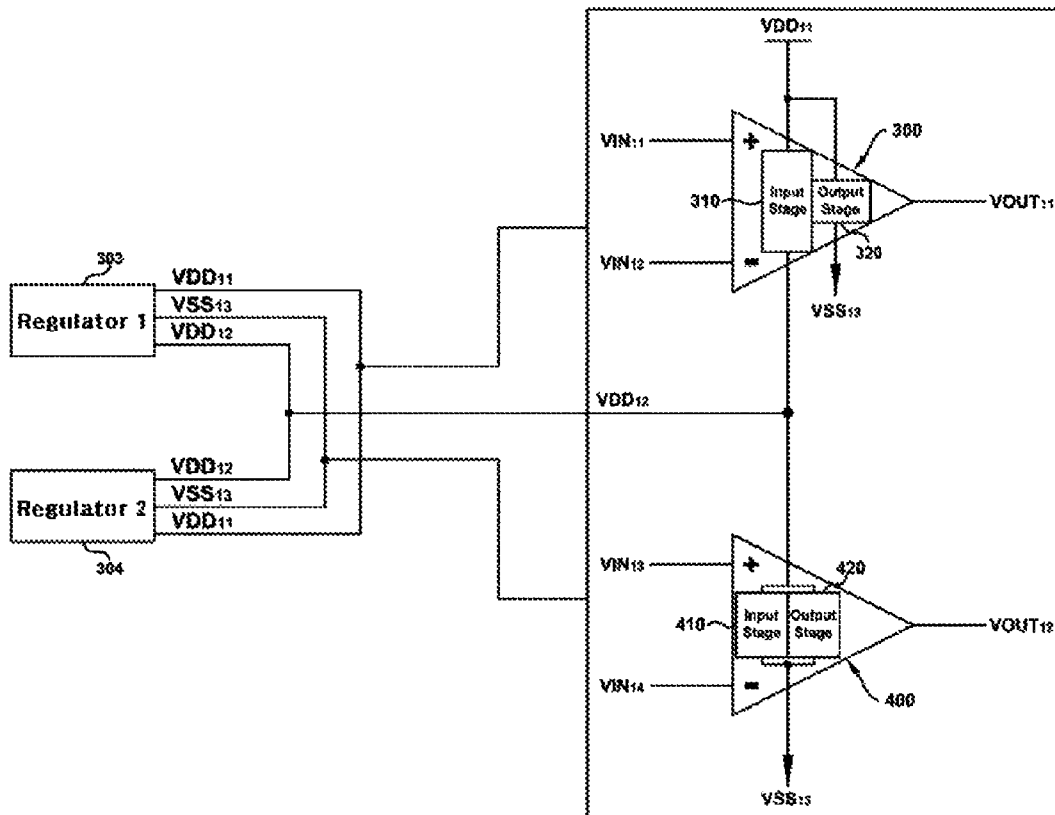 303
Regulator 1
VDD11
VSS13
VDD12
Regulator 2
304
VDD12
VSS13
VDD11
VDD12
VDD11
VIN11
+
300
310
Input
Stage
Output
Stage
320
VOUT11
VIN12
-
VSS13
VIN13
+
420
410
Input
Stage
Output
Stage
VOUT12
VIN14
-
400
VSS13